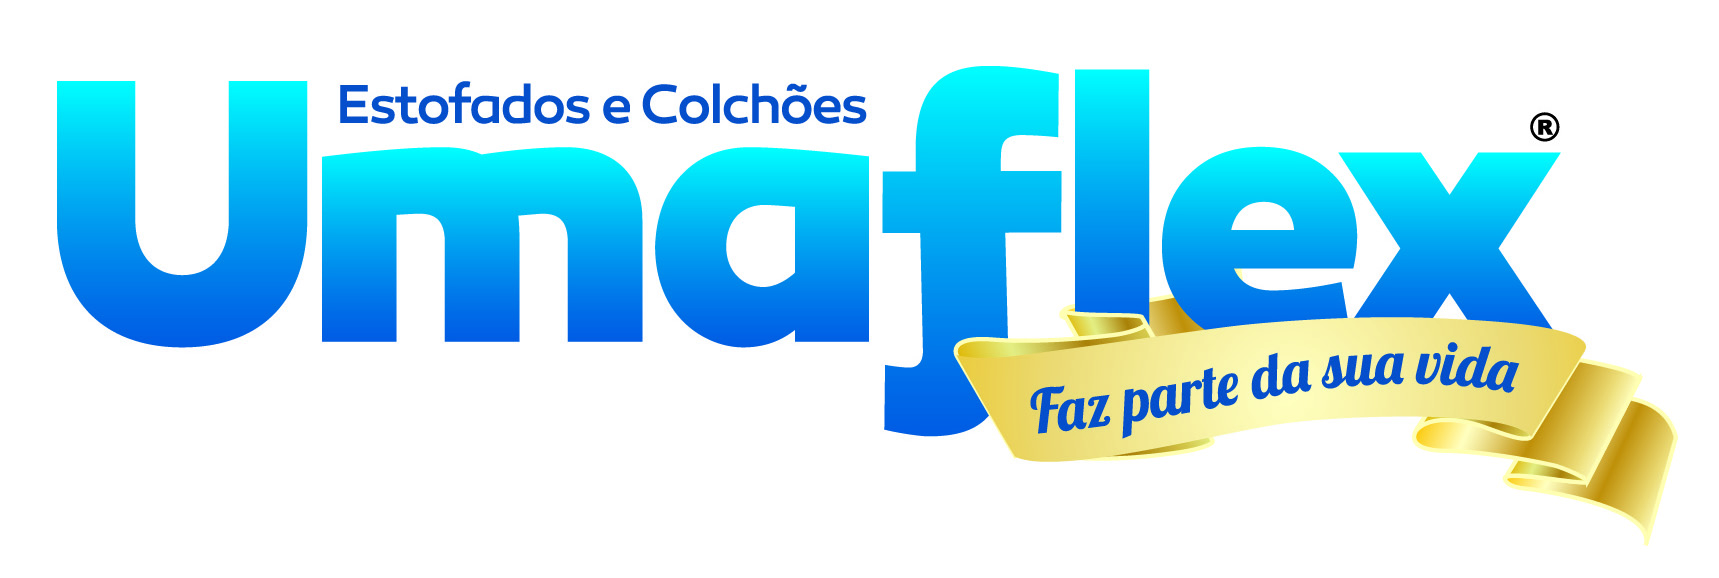 Estofados e Colchões
Umaflex®
Faz parte da sua vida